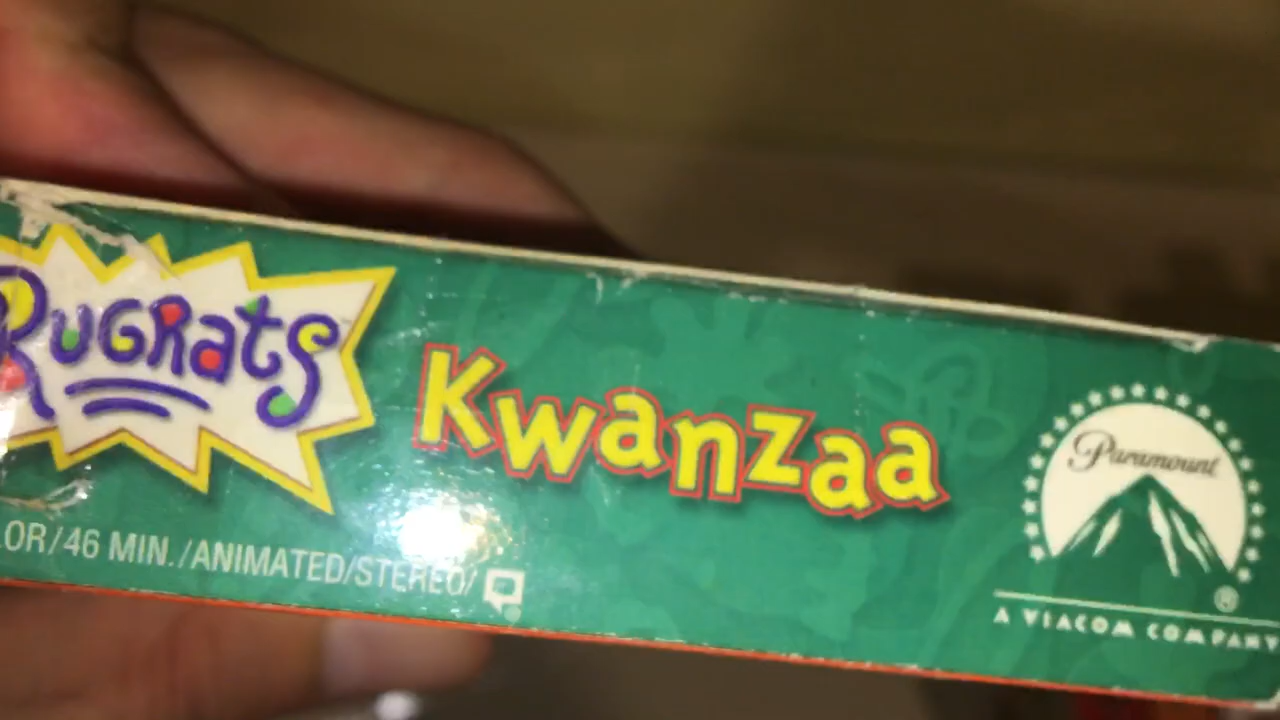 Rugrats
Kwanzaa
Paramount
®
OR/46 MIN./ANIMATED/STEREO/
A VIACOM COMPANY